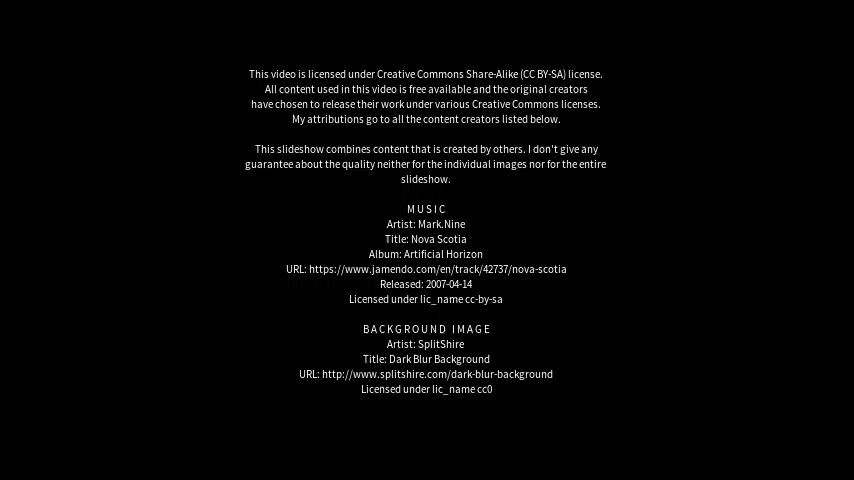 This video is licensed under Creative Commons Share-Alike (CC BY-SA) license.
All content used in this video is free available and the original creators
have chosen to release their work under various Creative Commons licenses.
My attributions go to all the content creators listed below.
This slideshow combines content that is created by others. I don't give any
guarantee about the quality neither for the individual images nor for the entire
slideshow.
MUSIC
Artist: Mark.Nine
Title: Nova Scotia
Album: Artificial Horizon
URL: https://www.jamendo.com/en/track/42737/nova-scotia
Released: 2007-04-14
Licensed under lic_name cc-by-sa
BACKGROUND IMAGE
Artist: SplitShire
Title: Dark Blur Background
URL: http://www.splitshire.com/dark-blur-background
Licensed under lic_name cc0